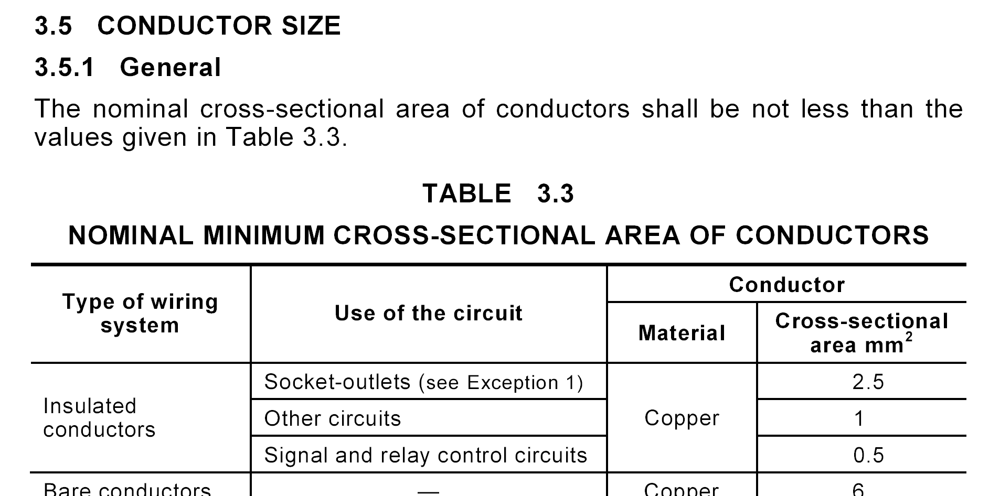 3.5 CONDUCTOR SIZE
3.5.1 General
The nominal cross-sectional area of conductors shall be not less than the
values given in Table 3.3.
TABLE 3.3
NOMINAL MINIMUM CROSS-SECTIONAL AREA OF CONDUCTORS
Type of wiring
system
Use of the circuit
Conductor
Material
Cross-sectional
area mm²
Insulated
conductors
Socket-outlets (see Exception 1)
Copper
2.5
Other circuits
1
Signal and relay control circuits
0.5
Bare conductors
—
Copper
6